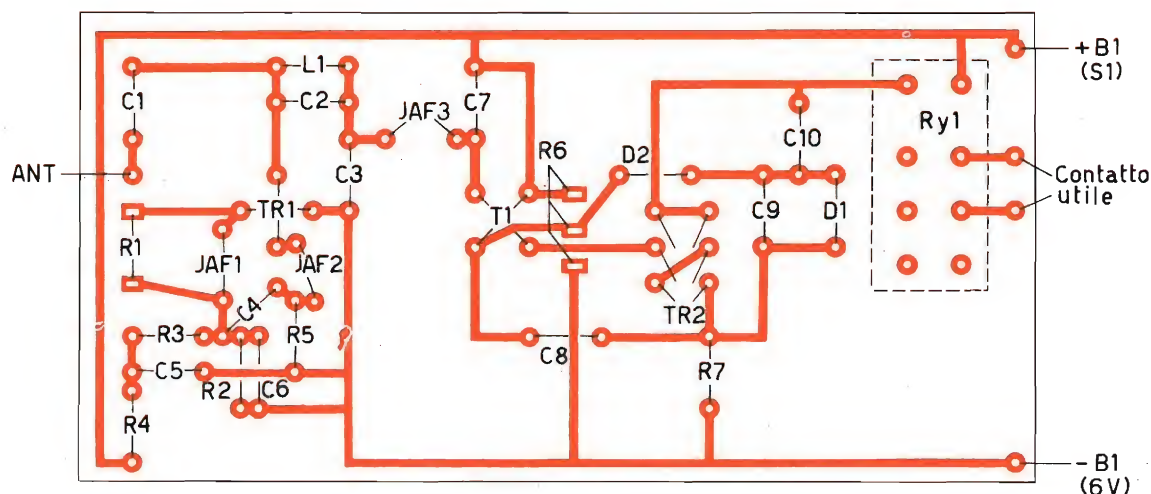 L1
C2
C1
JAF3
C7
C3
ANT
TR1
R1
JAF1
JAF2
C4
R3
R5
C5
R2
C6
R4
R6
D2
T1
C10
C9
D1
TR2
C8
R7
Ry1
+B1
(S1)
Contatto
utile
-B1
(6V)